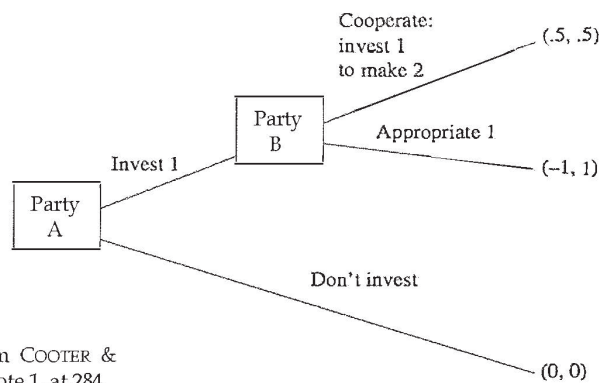 Cooperate:
invest 1
to make 2
(.5, .5)
Party
B
Appropriate 1
(–1, 1)
Invest 1
Party
A
Don't invest
(0, 0)
COOTER &
1, at 284